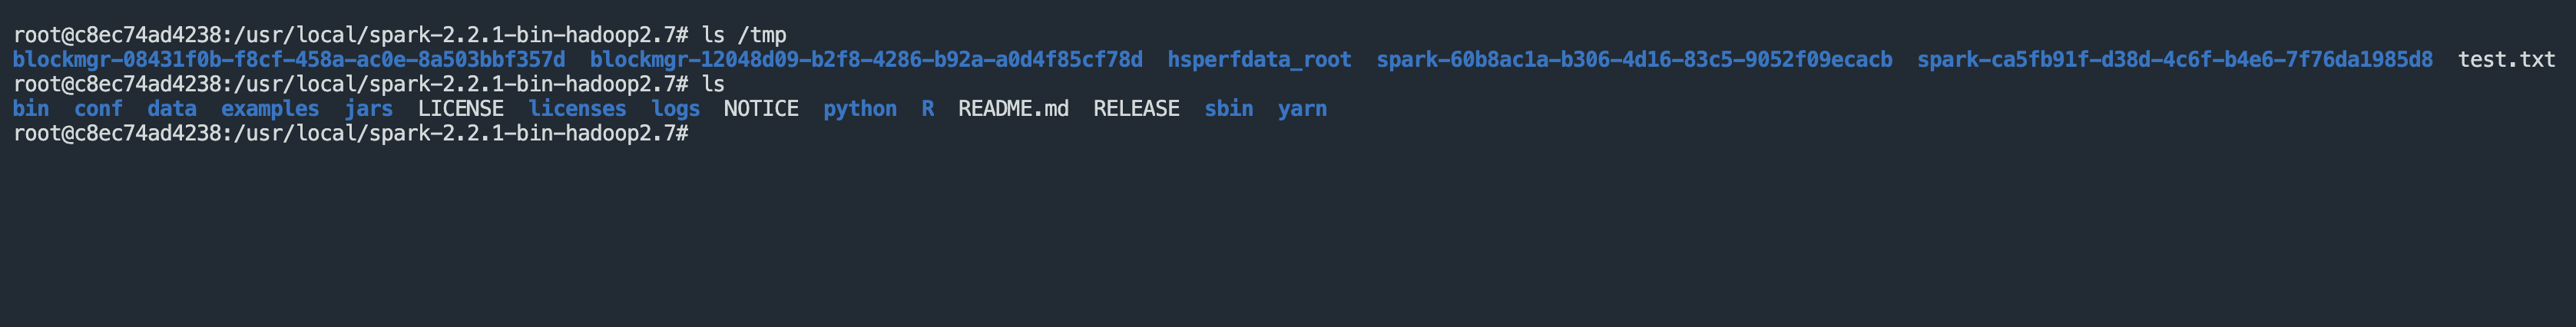 root@c8ec74ad4238:/usr/local/spark-2.2.1-bin-hadoop2.7# ls /tmp
blockmgr-08431f0b-f8cf-458a-ac0e-8a503bbf357d  blockmgr-12048d09-b2f8-4286-b92a-a0d4f85cf78d  hsperfdata_root  spark-60b8ac1a-b306-4d16-83c5-9052f09ecacb  spark-ca5fb91f-d38d-4c6f-b4e6-7f76da1985d8  test.txt
root@c8ec74ad4238:/usr/local/spark-2.2.1-bin-hadoop2.7# ls
bin  conf  data  examples  jars  LICENSE  licenses  logs  NOTICE  python  R  README.md  RELEASE  sbin  yarn
root@c8ec74ad4238:/usr/local/spark-2.2.1-bin-hadoop2.7#